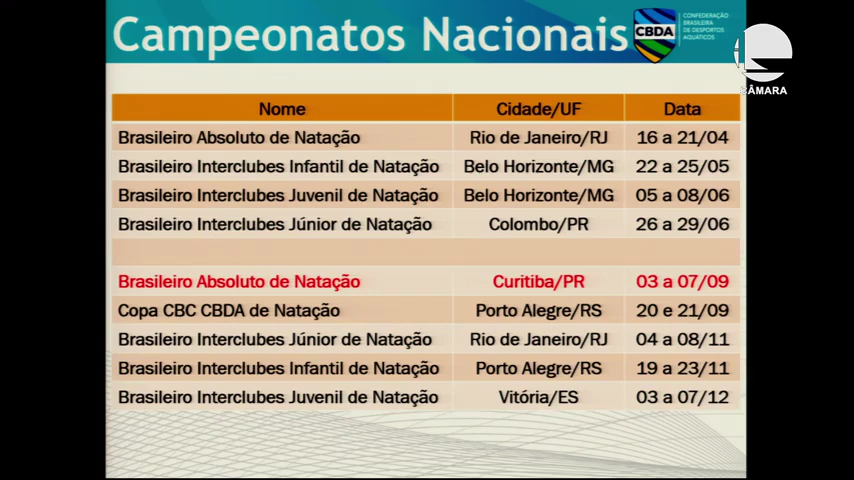 Campeonatos Nacionais
CBDA
CONFEDERAÇÃO
BRASILEIRA
DE DESPORTOS
AQUÁTICOS
CÂMARA
Nome Cidade/UF Data
Brasileiro Absoluto de Natação Rio de Janeiro/RJ 16 a 21/04
Brasileiro Interclubes Infantil de Natação Belo Horizonte/MG 22 a 25/05
Brasileiro Interclubes Juvenil de Natação Belo Horizonte/MG 05 a 08/06
Brasileiro Interclubes Júnior de Natação Colombo/PR 26 a 29/06
Brasileiro Absoluto de Natação Curitiba/PR 03 a 07/09
Copa CBC CBDA de Natação Porto Alegre/RS 20 e 21/09
Brasileiro Interclubes Júnior de Natação Rio de Janeiro/RJ 04 a 08/11
Brasileiro Interclubes Infantil de Natação Porto Alegre/RS 19 a 23/11
Brasileiro Interclubes Juvenil de Natação Vitória/ES 03 a 07/12